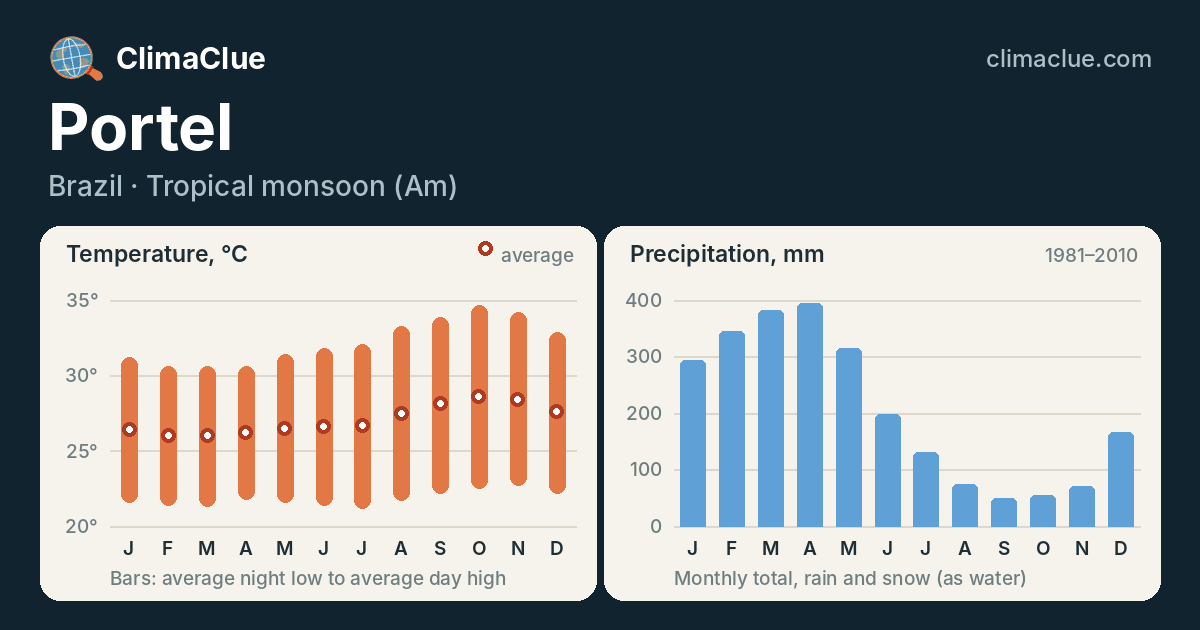 ClimaClue
climaclue.com
Portel
Brazil · Tropical monsoon (Am)
Temperature, °C
average
35°
30°
25°
20°
J F M A M J J A S O N D
Bars: average night low to average day high
Precipitation, mm
1981–2010
400
300
200
100
0
J F M A M J J A S O N D
Monthly total, rain and snow (as water)